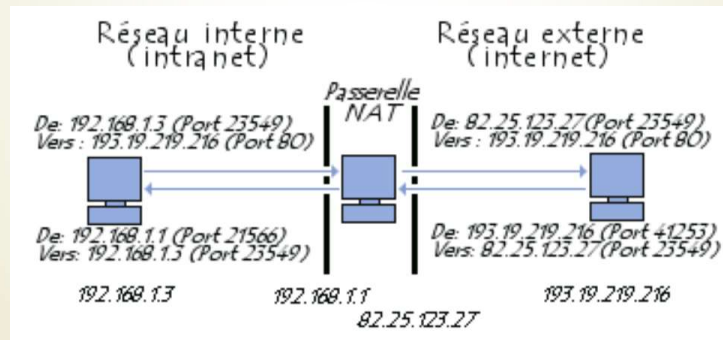 Réseau interne
(intranet)
Réseau externe
(internet)
Passerelle
NAT
De: 192.168.1.3 (Port 23549)
Vers : 193.19.219.216 (Port 80)
De: 82.25.123.27(Port 23549)
Vers : 193.19.219.216 (Port 80)
De: 192.168.1.1 (Port 21566)
Vers: 192.168.1.3 (Port 23549)
De: 193.19.219.216 (Port 41253)
Vers: 82.25.123.27(Port 23549)
192.168.1.3
192.168.1.1
82.25.123.27
193.19.219.216